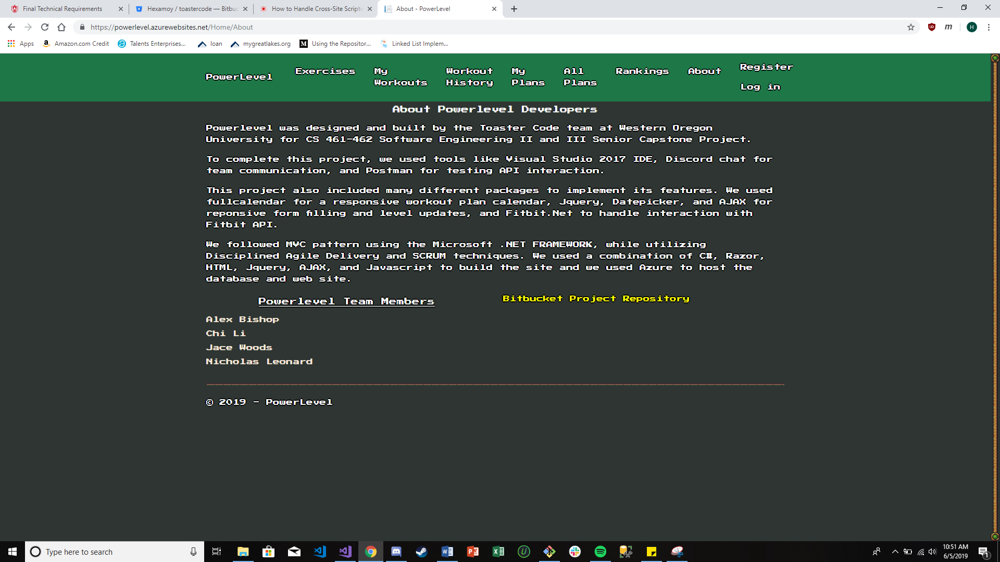 Final Technical Requirements
Hexamoy / toastercode — Bitbuc
How to Handle Cross-Site Scripti
About - PowerLevel
https://powerlevel.azurewebsites.net/Home/About
Apps
Amazon.com Credit
Talents Enterprises...
loan
mygreatlakes.org
Using the Repositor...
Linked List Implem...
PowerLevel
Exercises
My
Workouts
Workout
History
My
Plans
All
Plans
Rankings
About
Register
Log in
About Powerlevel Developers
Powerlevel was designed and built by the Toaster Code team at Western Oregon
University for CS 461-462 Software Engineering II and III Senior Capstone Project.
To complete this project, we used tools like Visual Studio 2017 IDE, Discord chat for
team communication, and Postman for testing API interaction.
This project also included many different packages to implement its features. We used
fullcalendar for a responsive workout plan calendar, Jquery, Datepicker, and AJAX for
reponsive form filling and level updates, and Fitbit.Net to handle interaction with
Fitbit API.
We followed MVC pattern using the Microsoft .NET FRAMEWORK, while utilizing
Disciplined Agile Delivery and SCRUM techniques. We used a combination of C#, Razor,
HTML, Jquery, AJAX, and Javascript to build the site and we used Azure to host the
database and web site.
Powerlevel Team Members
Bitbucket Project Repository
Alex Bishop
Chi Li
Jace Woods
Nicholas Leonard
© 2019 - PowerLevel
Type here to search
10:51 AM
6/5/2019